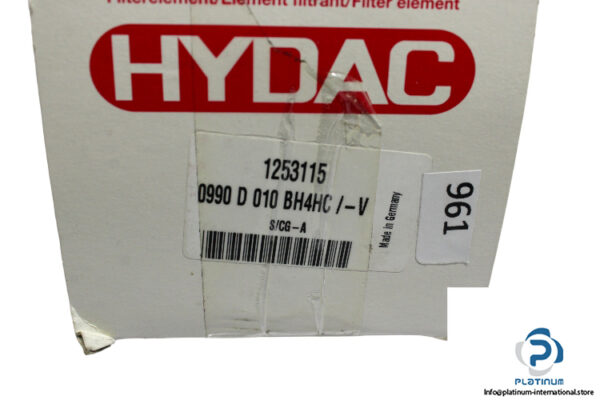 Filterelement/Element filtrant/Filter element
HYDAC
1253115
0990 D 010 BH4HC /-V
S/CG-A
Made in Germany
961
PLATINUM
Info@platinum-international.store